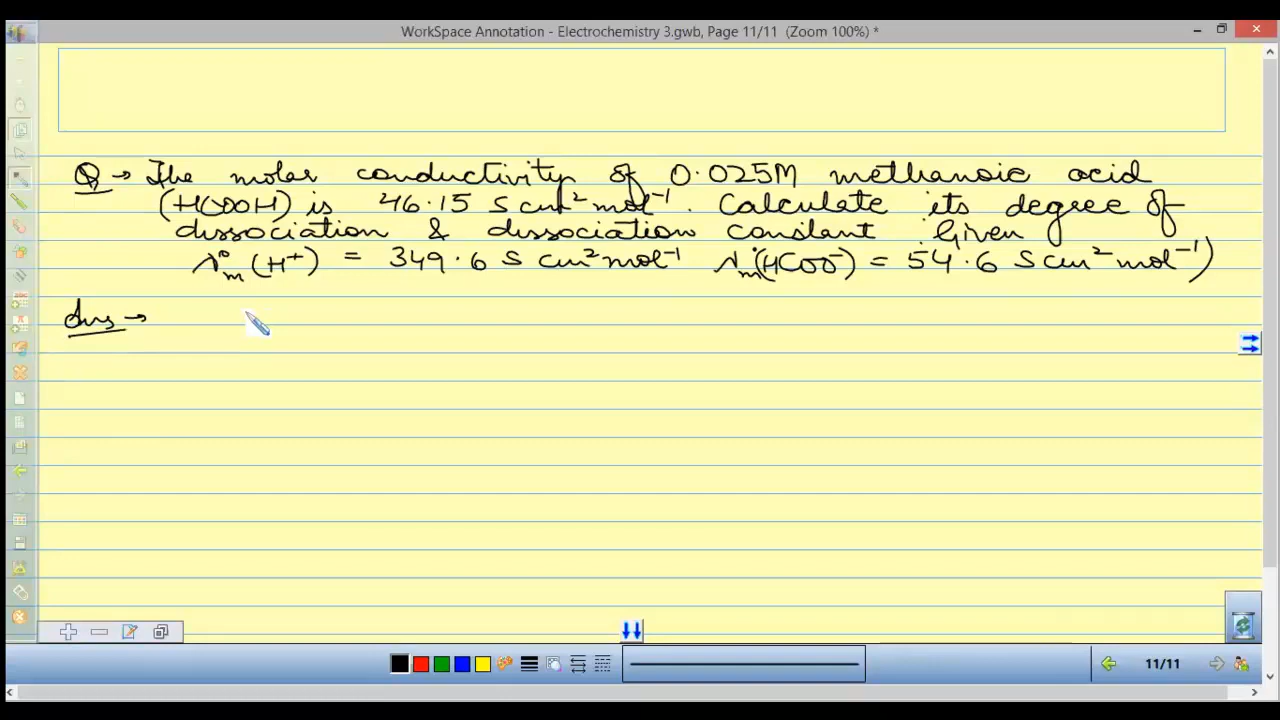 WorkSpace Annotation - Electrochemistry 3.gwb, Page 11/11 (Zoom 100%) *
Q → The molar conductivity of 0.025M methanoic acid
(HCOOH) is 46.15 S cm² mol⁻¹. Calculate its degree of
dissociation & dissociation constant. Given
λ°m (H⁺) = 349.6 S cm² mol⁻¹ λ°m (HCOO⁻) = 54.6 S cm² mol⁻¹)
Ans →
11/11